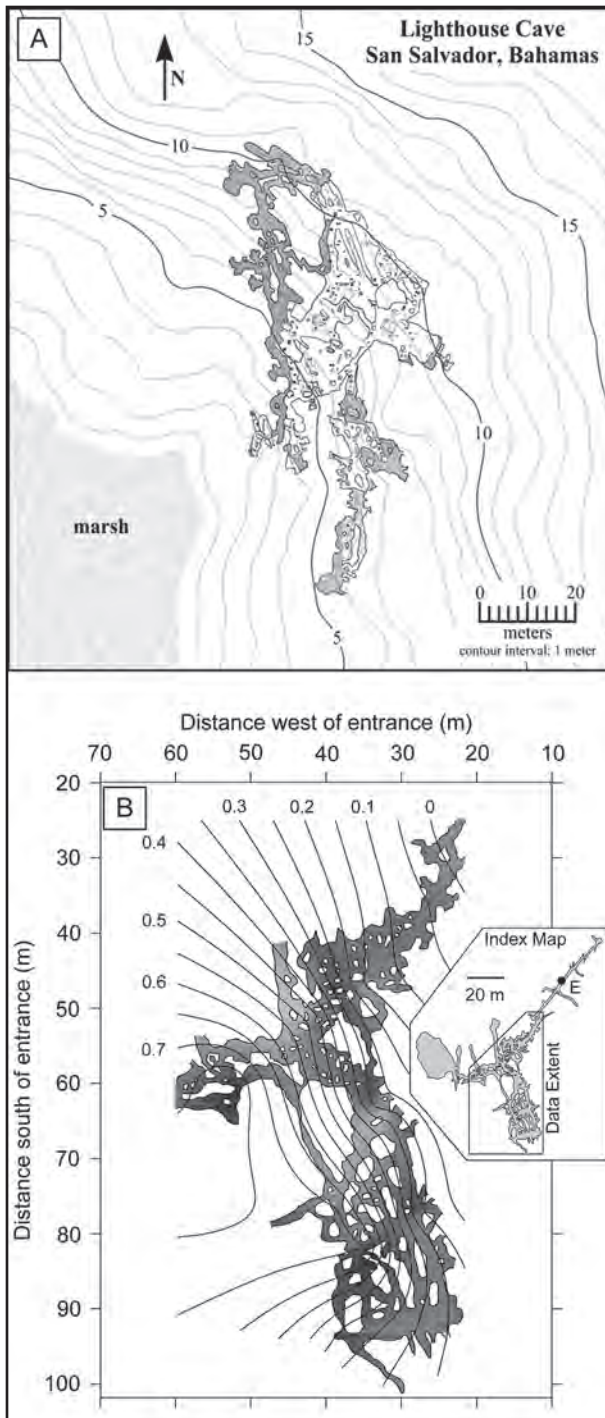 A
Lighthouse Cave
San Salvador, Bahamas
N
15
10
5
15
10
5
marsh
0 10 20
meters
contour interval: 1 meter
Distance west of entrance (m)
70 60 50 40 30 20 10
B
Distance south of entrance (m)
20
30
40
50
60
70
80
90
100
0.3 0.2 0.1 0
0.4
0.5
0.6
0.7
Index Map
20 m
E
Data Extent